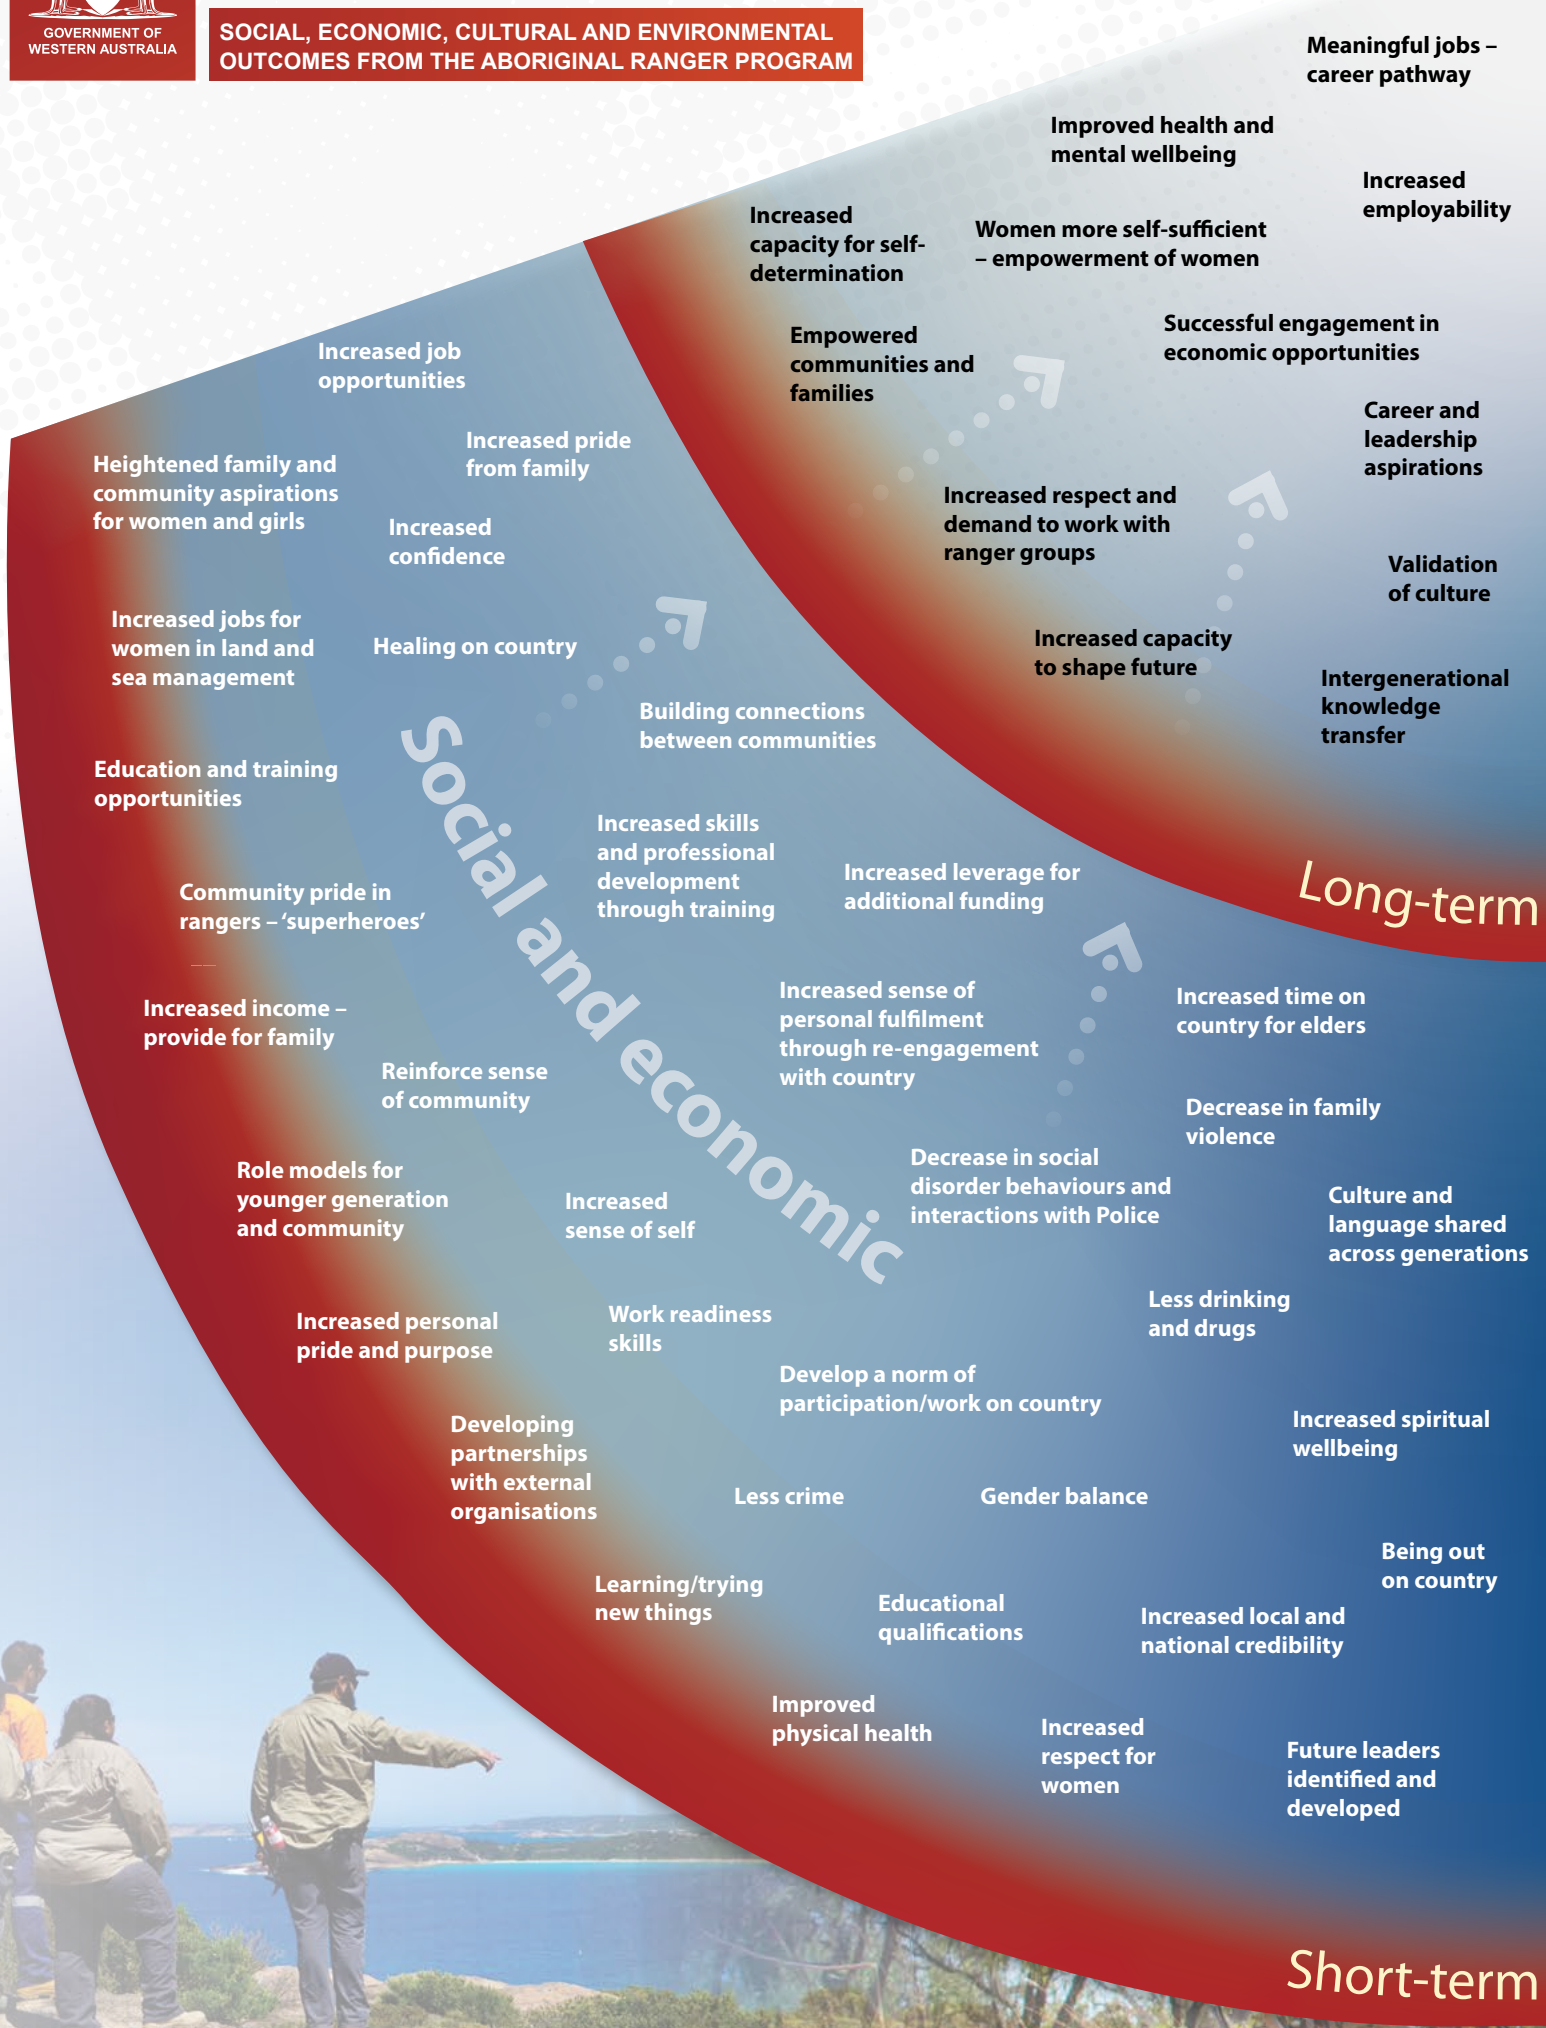 GOVERNMENT OF
WESTERN AUSTRALIA
SOCIAL, ECONOMIC, CULTURAL AND ENVIRONMENTAL
OUTCOMES FROM THE ABORIGINAL RANGER PROGRAM
Meaningful jobs –
career pathway
Improved health and
mental wellbeing
Increased
employability
Increased
capacity for self-
determination
Women more self-sufficient
– empowerment of women
Empowered
communities and
families
Successful engagement in
economic opportunities
Career and
leadership
aspirations
Increased respect and
demand to work with
ranger groups
Validation
of culture
Increased capacity
to shape future
Intergenerational
knowledge
transfer
Long-term
Increased job
opportunities
Increased pride
from family
Heightened family and
community aspirations
for women and girls
Increased
confidence
Increased jobs for
women in land and
sea management
Healing on country
Building connections
between communities
Education and training
opportunities
Social and economic
Increased skills
and professional
development
through training
Increased leverage for
additional funding
Community pride in
rangers – ‘superheroes’
Increased income –
provide for family
Increased sense of
personal fulfilment
through re-engagement
with country
Increased time on
country for elders
Reinforce sense
of community
Decrease in family
violence
Role models for
younger generation
and community
Increased
sense of self
Decrease in social
disorder behaviours and
interactions with Police
Culture and
language shared
across generations
Increased personal
pride and purpose
Work readiness
skills
Less drinking
and drugs
Develop a norm of
participation/work on country
Developing
partnerships
with external
organisations
Increased spiritual
wellbeing
Less crime
Gender balance
Being out
on country
Learning/trying
new things
Educational
qualifications
Increased local and
national credibility
Improved
physical health
Increased
respect for
women
Future leaders
identified and
developed
Short-term